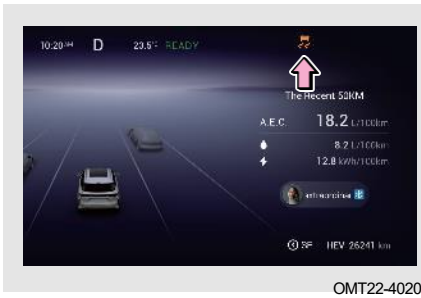 10:20 D 23.5 READY
The Recent 50KM
A.E.C 18.2 L/100km
8.2 L/100km
12.8 kWh/100km
HEV 26241 km
OMT22-4020